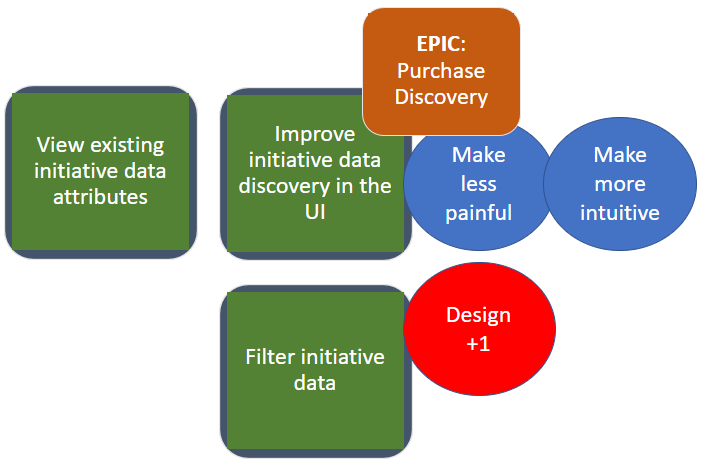 EPIC:
Purchase
Discovery
View existing
initiative data
attributes
Improve
initiative data
discovery in the
UI
Make
less
painful
Make
more
intuitive
Filter initiative
data
Design
+1